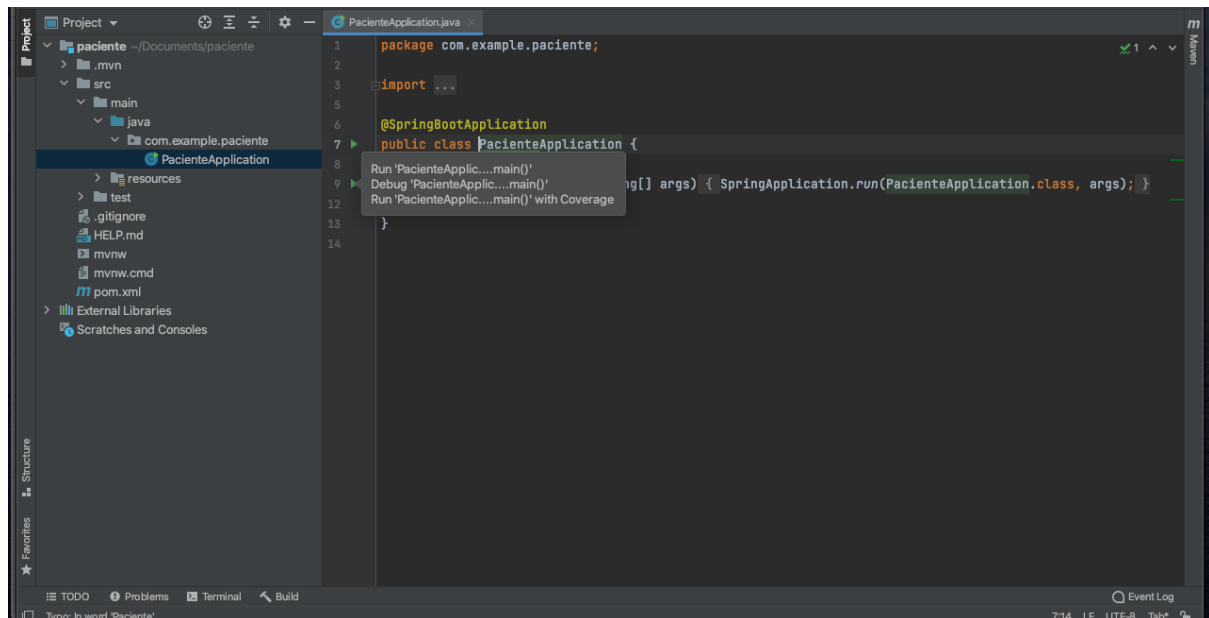 Project
PacienteApplication.java
m
Project
Maven
paciente ~/Documents/paciente
.mvn
src
main
java
com.example.paciente
PacienteApplication
resources
test
.gitignore
HELP.md
mvnw
mvnw.cmd
m pom.xml
External Libraries
Scratches and Consoles
1 package com.example.paciente;
2
3 import ...
5
6 @SpringBootApplication
7 public class PacienteApplication {
8
9 ng[] args) { SpringApplication.run(PacienteApplication.class, args); }
12
13 }
14
1
Run 'PacienteApplic....main()'
Debug 'PacienteApplic....main()'
Run 'PacienteApplic....main()' with Coverage
Structure
Favorites
TODO Problems Terminal Build Event Log
Typo: In word 'Paciente' 7:14 LF UTF-8 Tab*